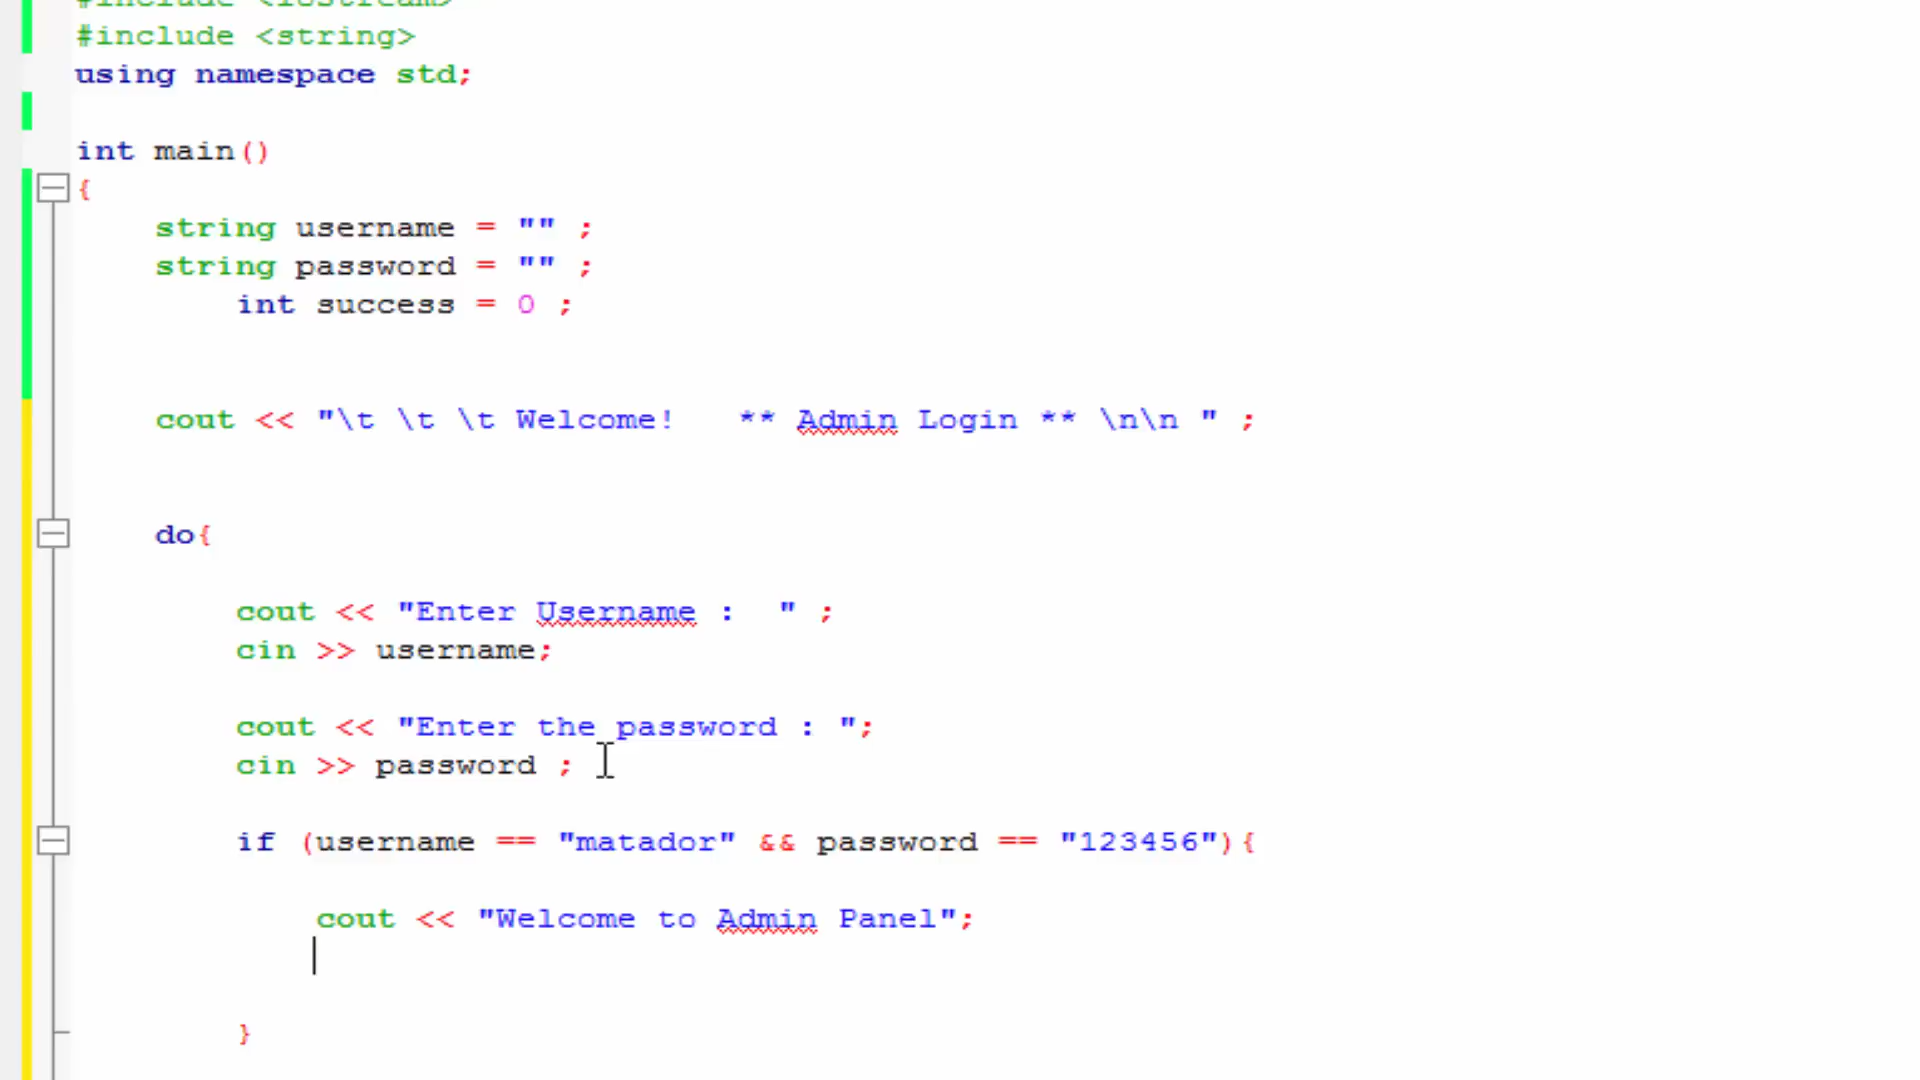 #include <iostream>
#include <string>
using namespace std;
int main()
{
string username = "" ;
string password = "" ;
int success = 0 ;
cout << "\t \t \t Welcome!   ** Admin Login ** \n\n " ;
do{
cout << "Enter Username :  " ;
cin >> username;
cout << "Enter the password : ";
cin >> password ;
if (username == "matador" && password == "123456"){
cout << "Welcome to Admin Panel";
}